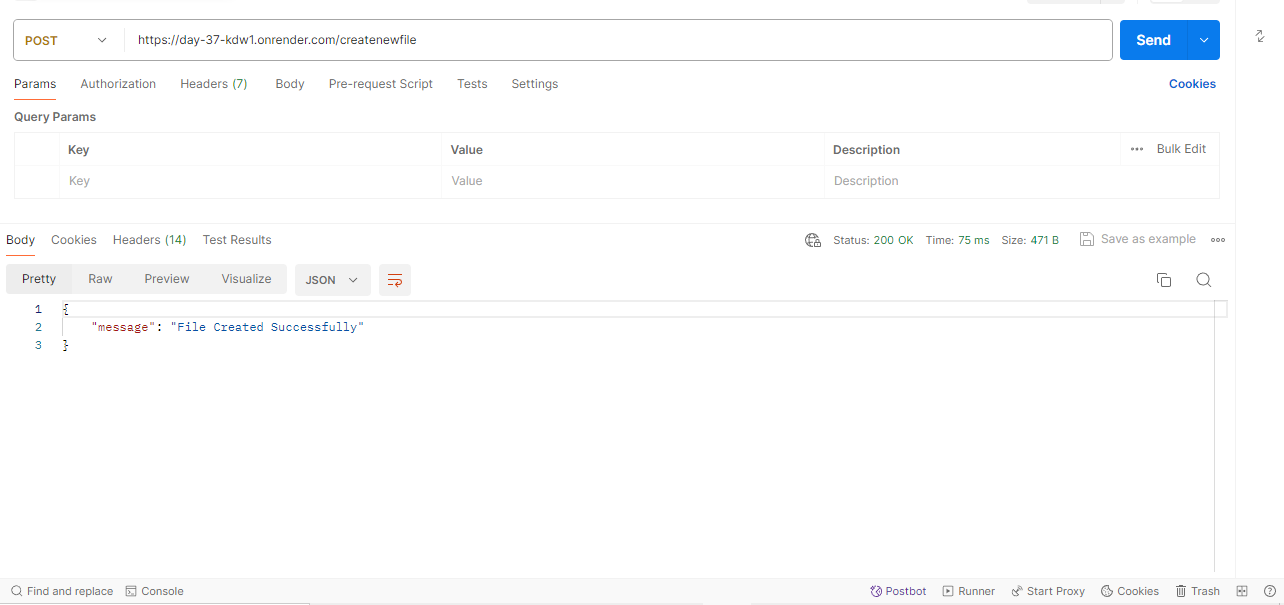 POST https://day-37-kdw1.onrender.com/createnewfile Send
Params Authorization Headers (7) Body Pre-request Script Tests Settings Cookies
Query Params
Key Value Description ••• Bulk Edit
Key Value Description
Body Cookies Headers (14) Test Results Status: 200 OK Time: 75 ms Size: 471 B Save as example
Pretty Raw Preview Visualize JSON
1 {
2 "message": "File Created Successfully"
3 }
Find and replace Console Postbot Runner Start Proxy Cookies Trash